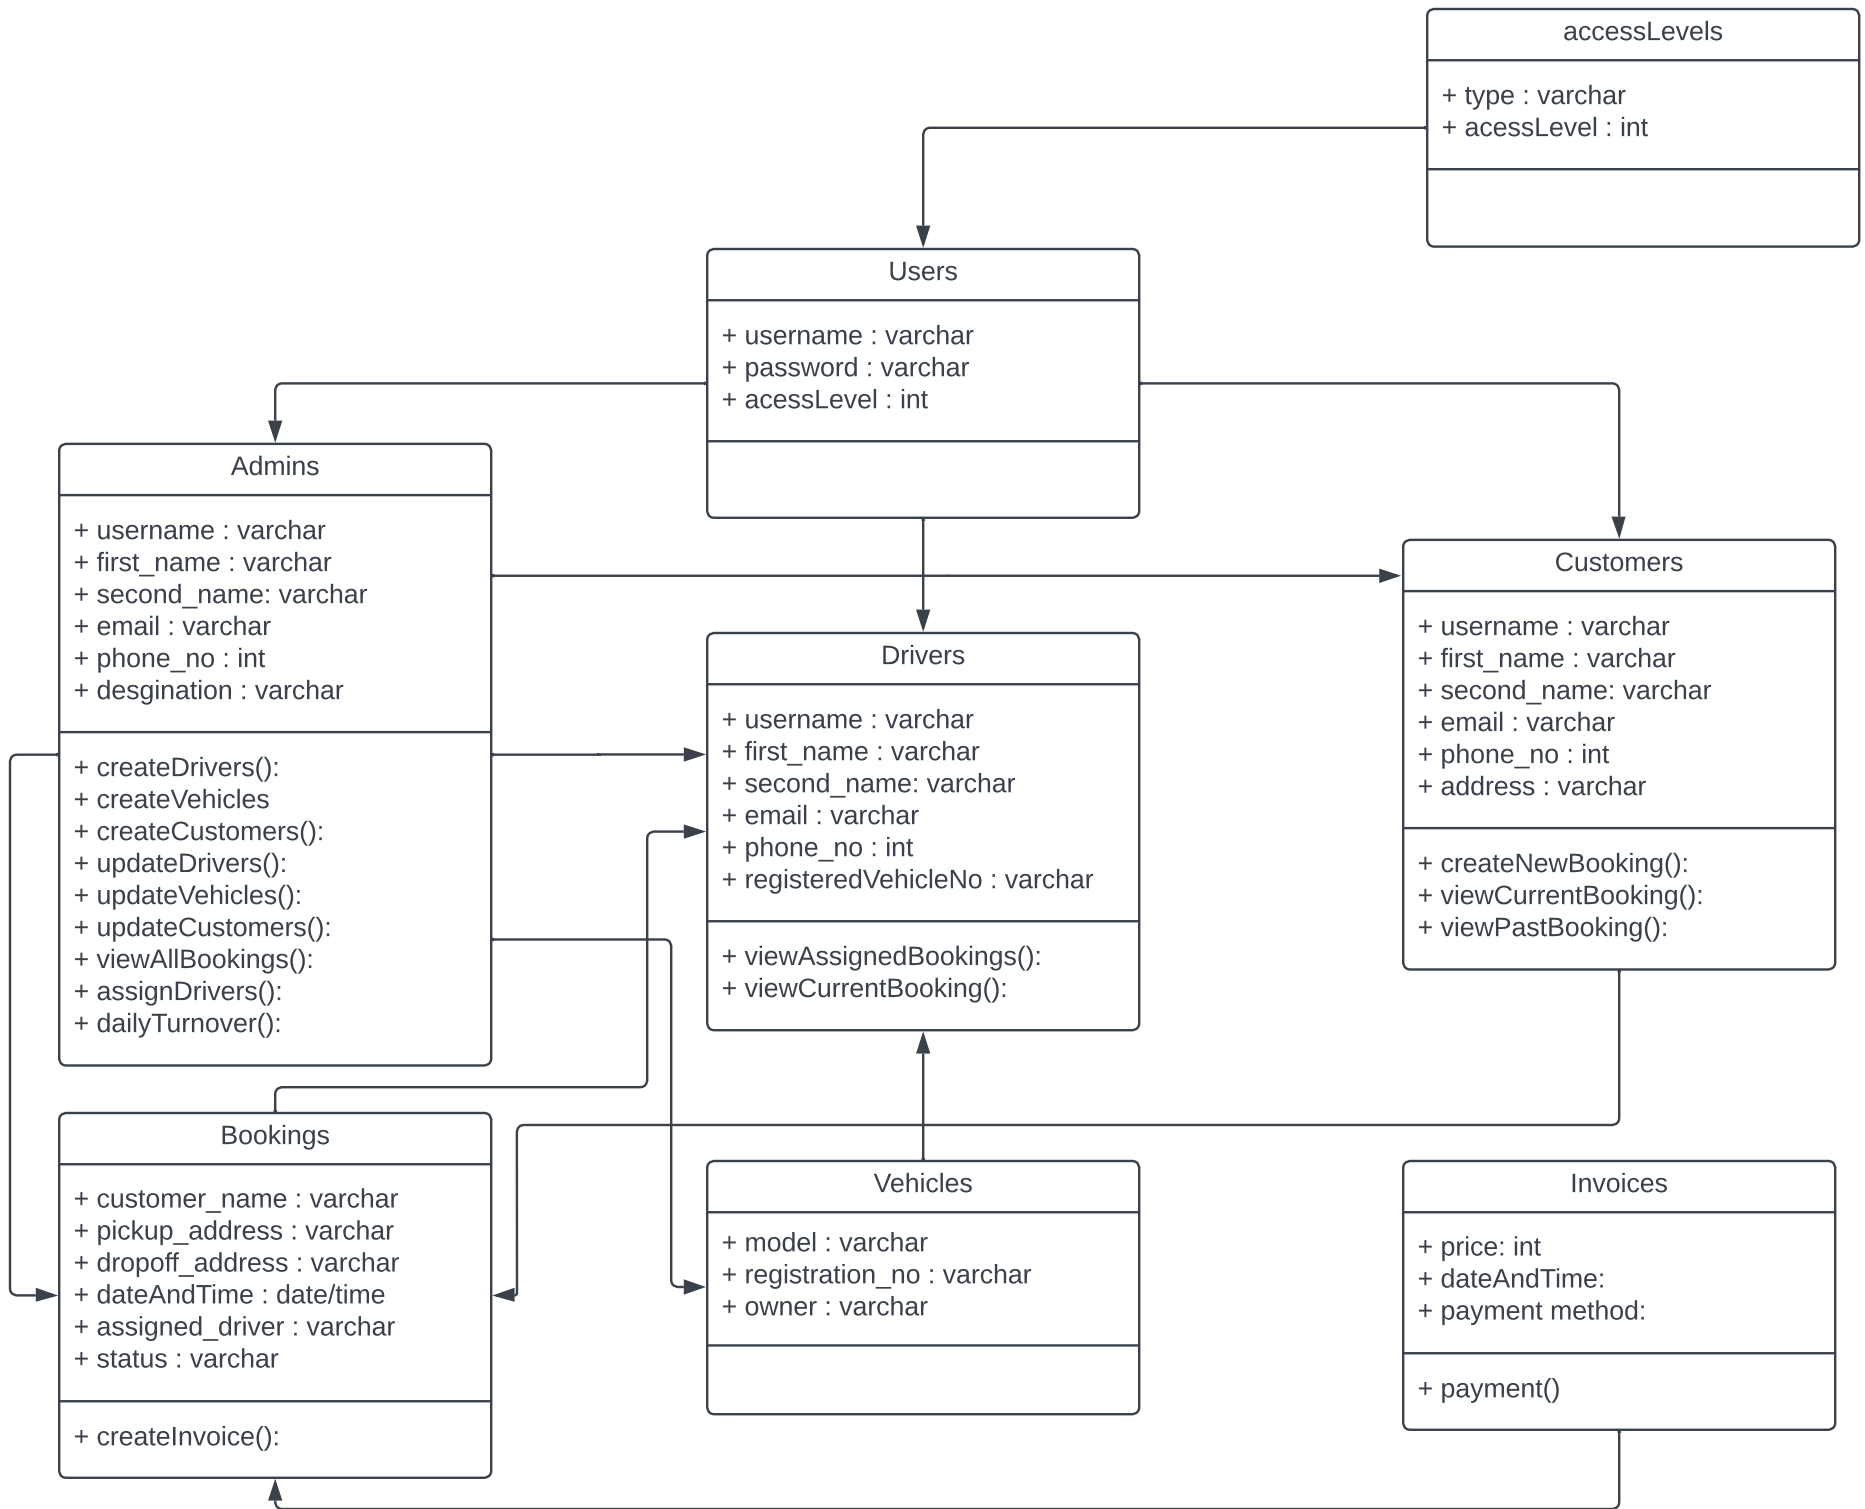 accessLevels
+ type : varchar
+ acessLevel : int
Users
+ username : varchar
+ password : varchar
+ acessLevel : int
Admins
+ username : varchar
+ first_name : varchar
+ second_name: varchar
+ email : varchar
+ phone_no : int
+ desgination : varchar
+ createDrivers():
+ createVehicles
+ createCustomers():
+ updateDrivers():
+ updateVehicles():
+ updateCustomers():
+ viewAllBookings():
+ assignDrivers():
+ dailyTurnover():
Customers
+ username : varchar
+ first_name : varchar
+ second_name: varchar
+ email : varchar
+ phone_no : int
+ address : varchar
+ createNewBooking():
+ viewCurrentBooking():
+ viewPastBooking():
Drivers
+ username : varchar
+ first_name : varchar
+ second_name: varchar
+ email : varchar
+ phone_no : int
+ registeredVehicleNo : varchar
+ viewAssignedBookings():
+ viewCurrentBooking():
Bookings
+ customer_name : varchar
+ pickup_address : varchar
+ dropoff_address : varchar
+ dateAndTime : date/time
+ assigned_driver : varchar
+ status : varchar
+ createInvoice():
Vehicles
+ model : varchar
+ registration_no : varchar
+ owner : varchar
Invoices
+ price: int
+ dateAndTime:
+ payment method:
+ payment()